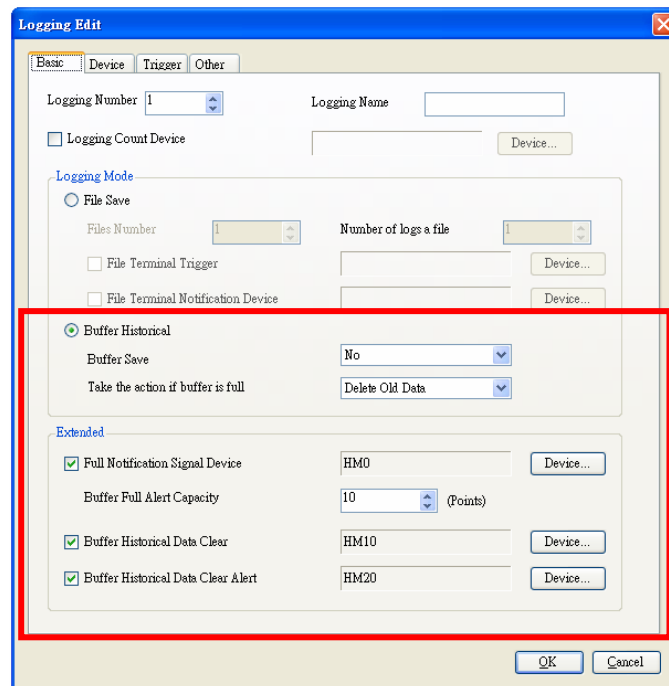 Logging Edit
Basic Device Trigger Other
Logging Number 1 Logging Name
Logging Count Device Device...
Logging Mode
File Save
Files Number 1 Number of logs a file 1
File Terminal Trigger Device...
File Terminal Notification Device Device...
Buffer Historical
Buffer Save No
Take the action if buffer is full Delete Old Data
Extended
Full Notification Signal Device HM0 Device...
Buffer Full Alert Capacity 10 (Points)
Buffer Historical Data Clear HM10 Device...
Buffer Historical Data Clear Alert HM20 Device...
OK Cancel